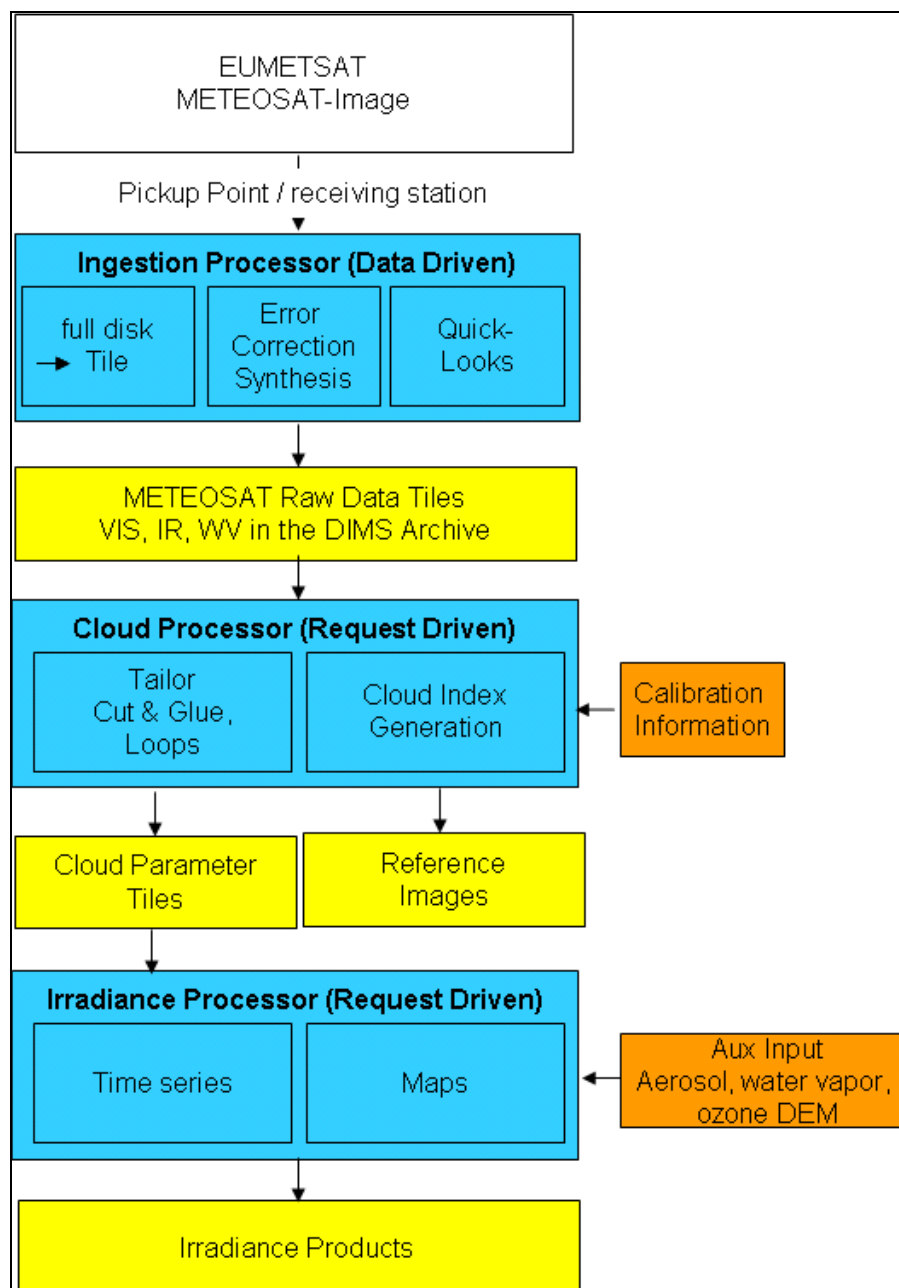 EUMETSAT
METEOSAT-Image
Pickup Point / receiving station
Ingestion Processor (Data Driven)
full disk
Tile
Error
Correction
Synthesis
Quick-
Looks
METEOSAT Raw Data Tiles
VIS, IR, WV in the DIMS Archive
Cloud Processor (Request Driven)
Tailor
Cut & Glue,
Loops
Cloud Index
Generation
Calibration
Information
Cloud Parameter
Tiles
Reference
Images
Irradiance Processor (Request Driven)
Time series
Maps
Aux Input
Aerosol, water vapor,
ozone DEM
Irradiance Products